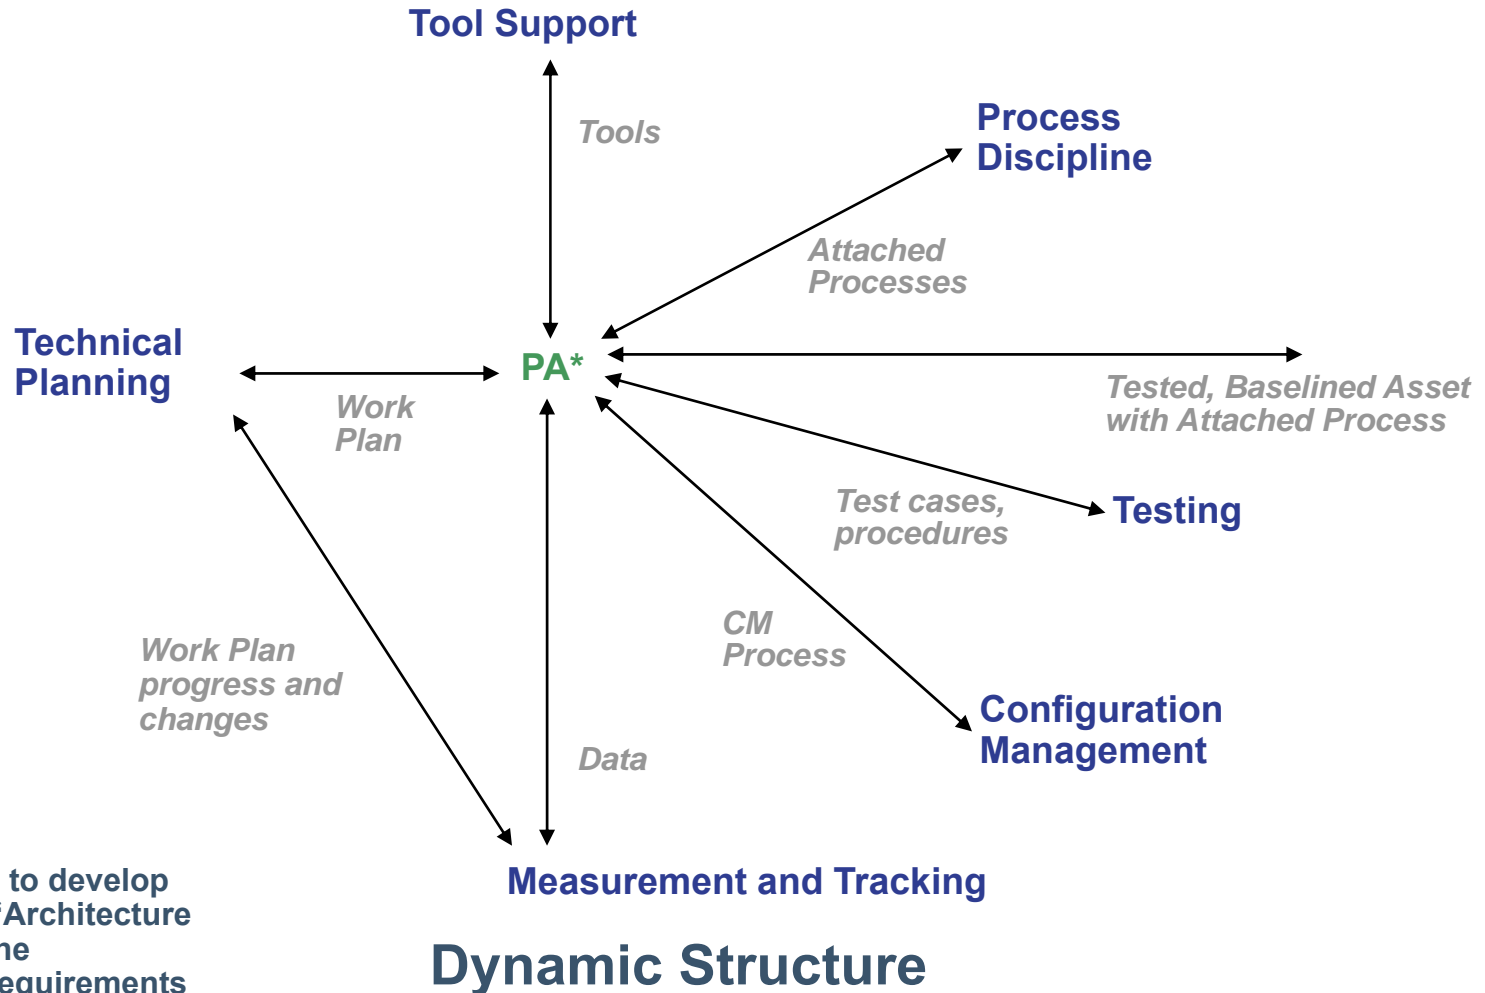 Tool Support
Tools
Process
Discipline
Attached
Processes
Technical
Planning
PA*
Work
Plan
Tested, Baselined Asset
with Attached Process
Test cases,
procedures
Testing
CM
Process
Work Plan
progress and
changes
Configuration
Management
Data
Measurement and Tracking
to develop
Architecture
Dynamic Structure